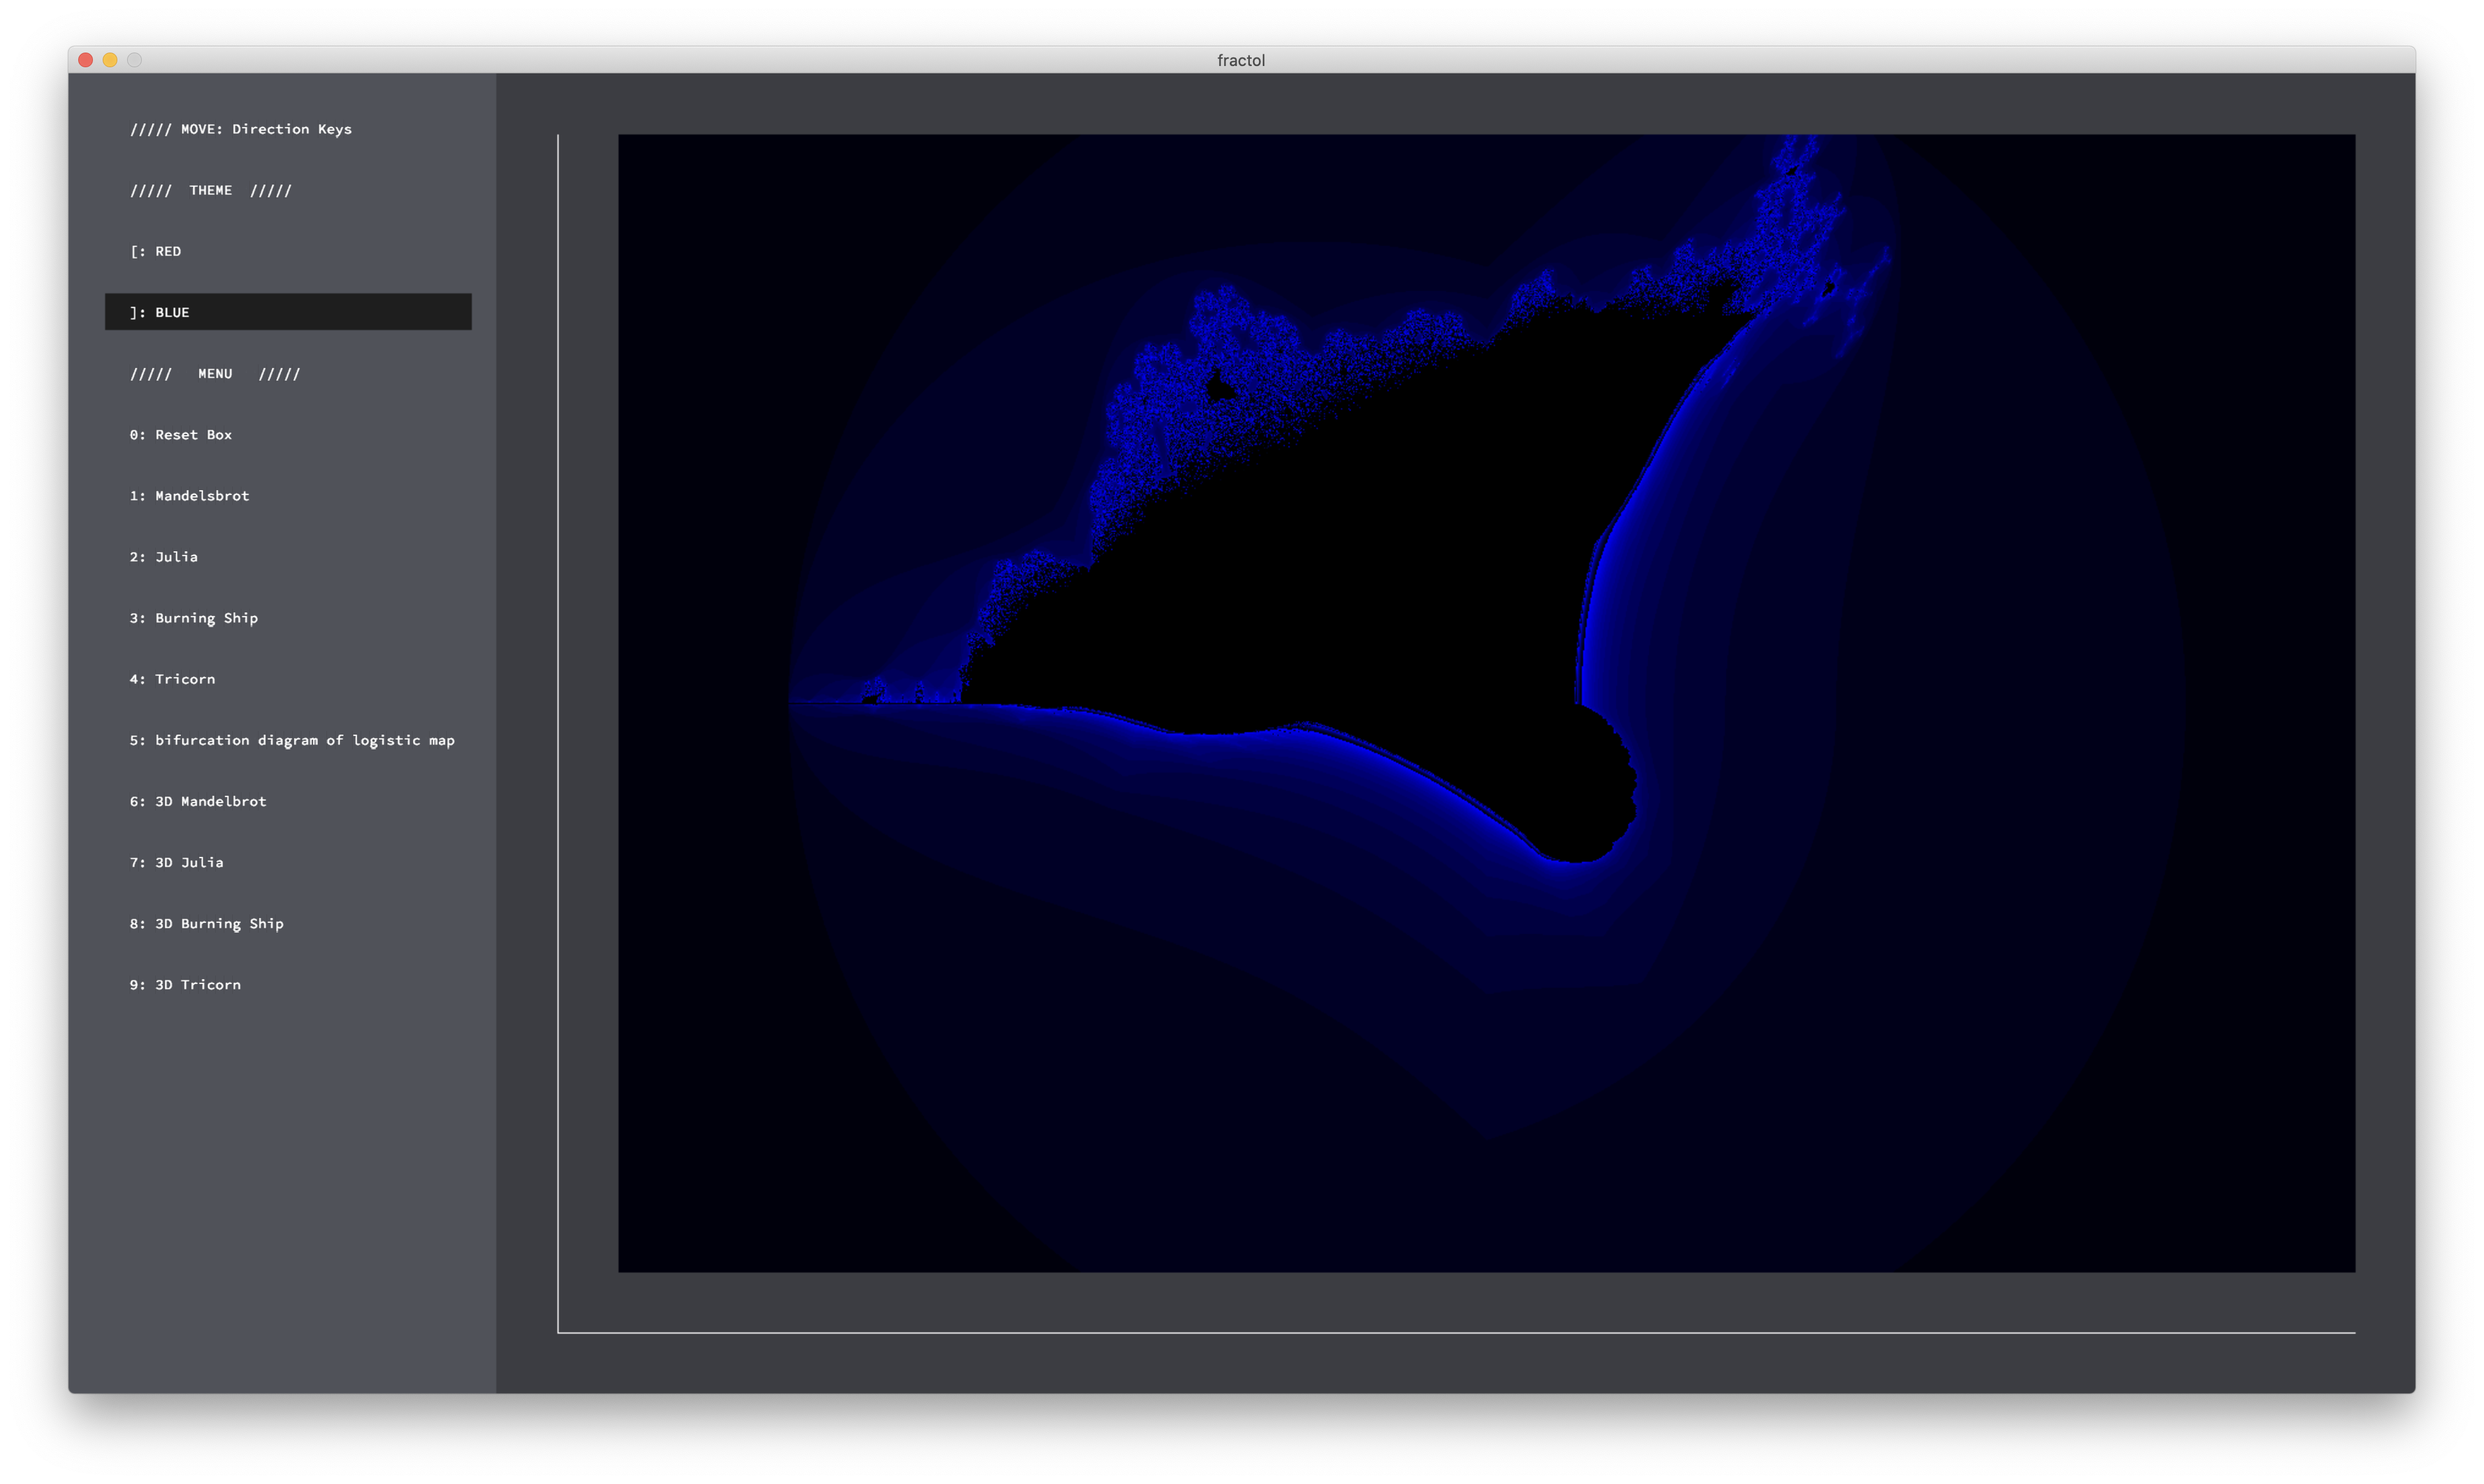 fractol
///// MOVE: Direction Keys
///// THEME /////
[: RED
]: BLUE
///// MENU /////
0: Reset Box
1: Mandelsbrot
2: Julia
3: Burning Ship
4: Tricorn
5: bifurcation diagram of logistic map
6: 3D Mandelbrot
7: 3D Julia
8: 3D Burning Ship
9: 3D Tricorn